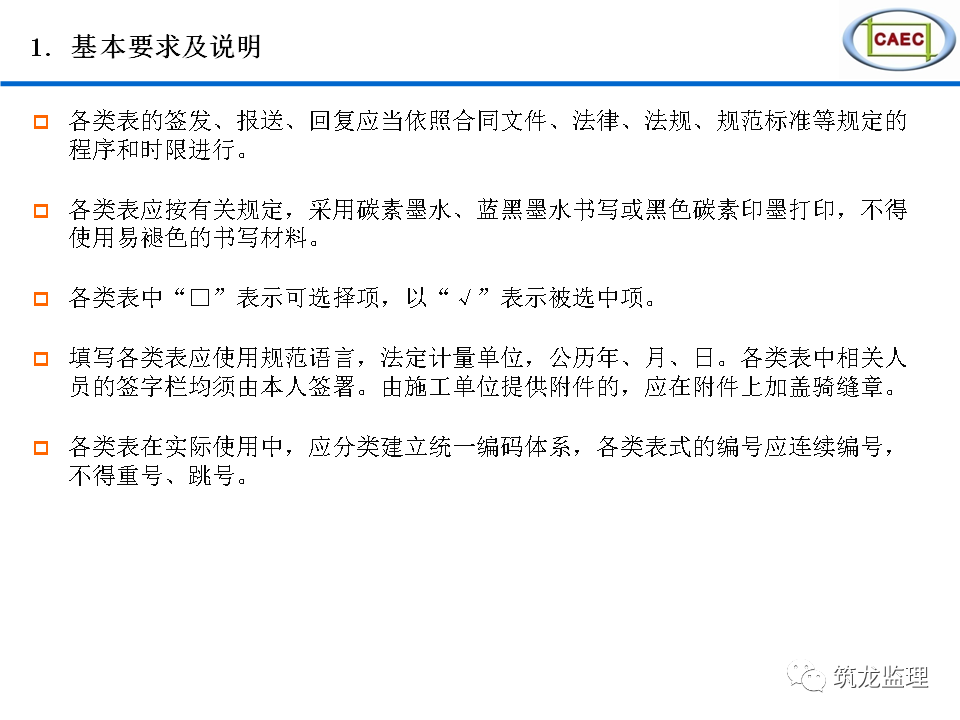 1. 基本要求及说明
CAEC
各类表的签发、报送、回复应当依照合同文件、法律、法规、规范标准等规定的
程序和时限进行。
各类表应按有关规定，采用碳素墨水、蓝黑墨水书写或黑色碳素印墨打印，不得
使用易褪色的书写材料。
各类表中“□”表示可选择项，以“√”表示被选中项。
填写各类表应使用规范语言，法定计量单位，公历年、月、日。各类表中相关人
员的签字栏均须由本人签署。由施工单位提供附件的，应在附件上加盖骑缝章。
各类表在实际使用中，应分类建立统一编码体系，各类表式的编号应连续编号，
不得重号、跳号。
筑龙监理